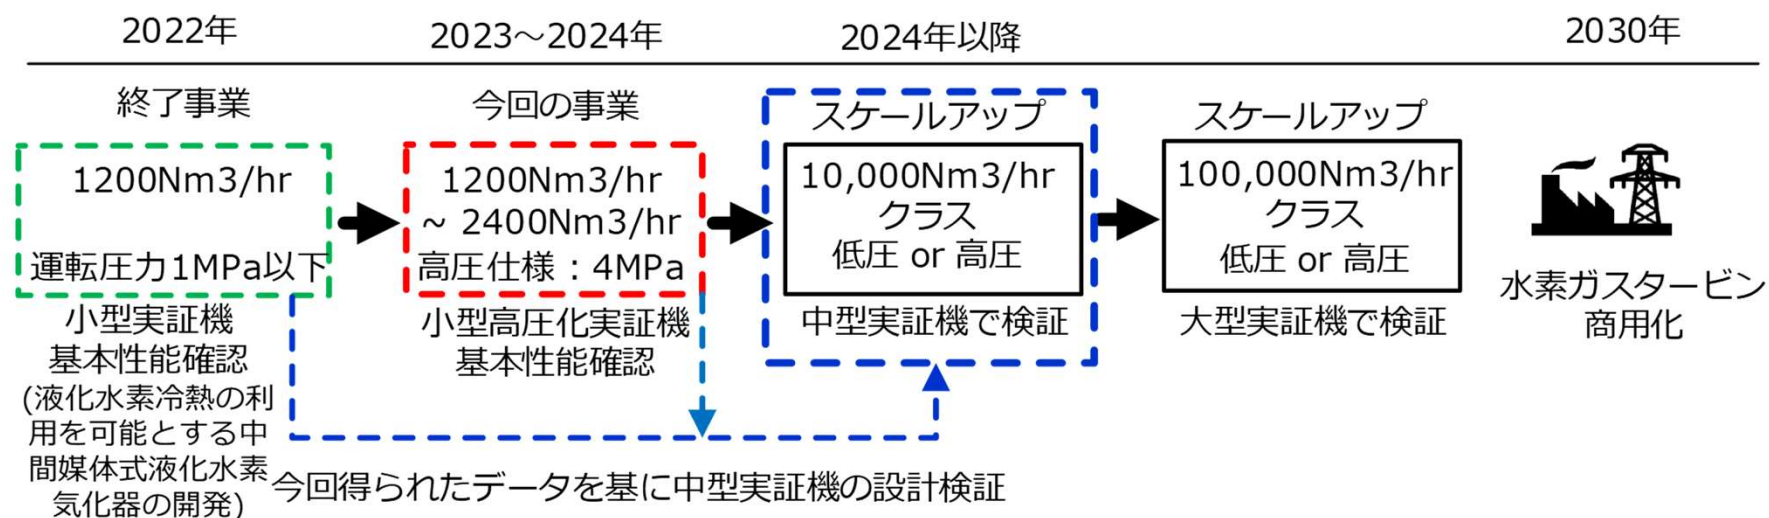 2022年
2023～2024年
2024年以降
2030年
終了事業
1200Nm3/hr
運転圧力1MPa以下
小型実証機
基本性能確認
(液化水素冷熱の利
用を可能とする中
間媒体式液化水素
気化器の開発)
今回の事業
1200Nm3/hr
~ 2400Nm3/hr
高圧仕様：4MPa
小型高圧化実証機
基本性能確認
スケールアップ
10,000Nm3/hr
クラス
低圧 or 高圧
中型実証機で検証
スケールアップ
100,000Nm3/hr
クラス
低圧 or 高圧
大型実証機で検証
水素ガスタービン
商用化
今回得られたデータを基に中型実証機の設計検証